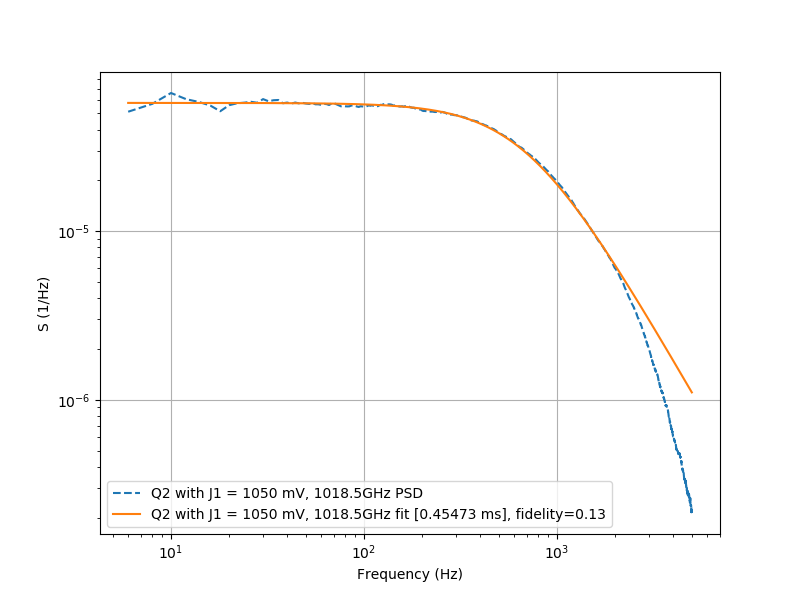 S (1/Hz)
10⁻⁵
10⁻⁶
Q2 with J1 = 1050 mV, 1018.5GHz PSD
Q2 with J1 = 1050 mV, 1018.5GHz fit [0.45473 ms], fidelity=0.13
10¹ 10² 10³
Frequency (Hz)